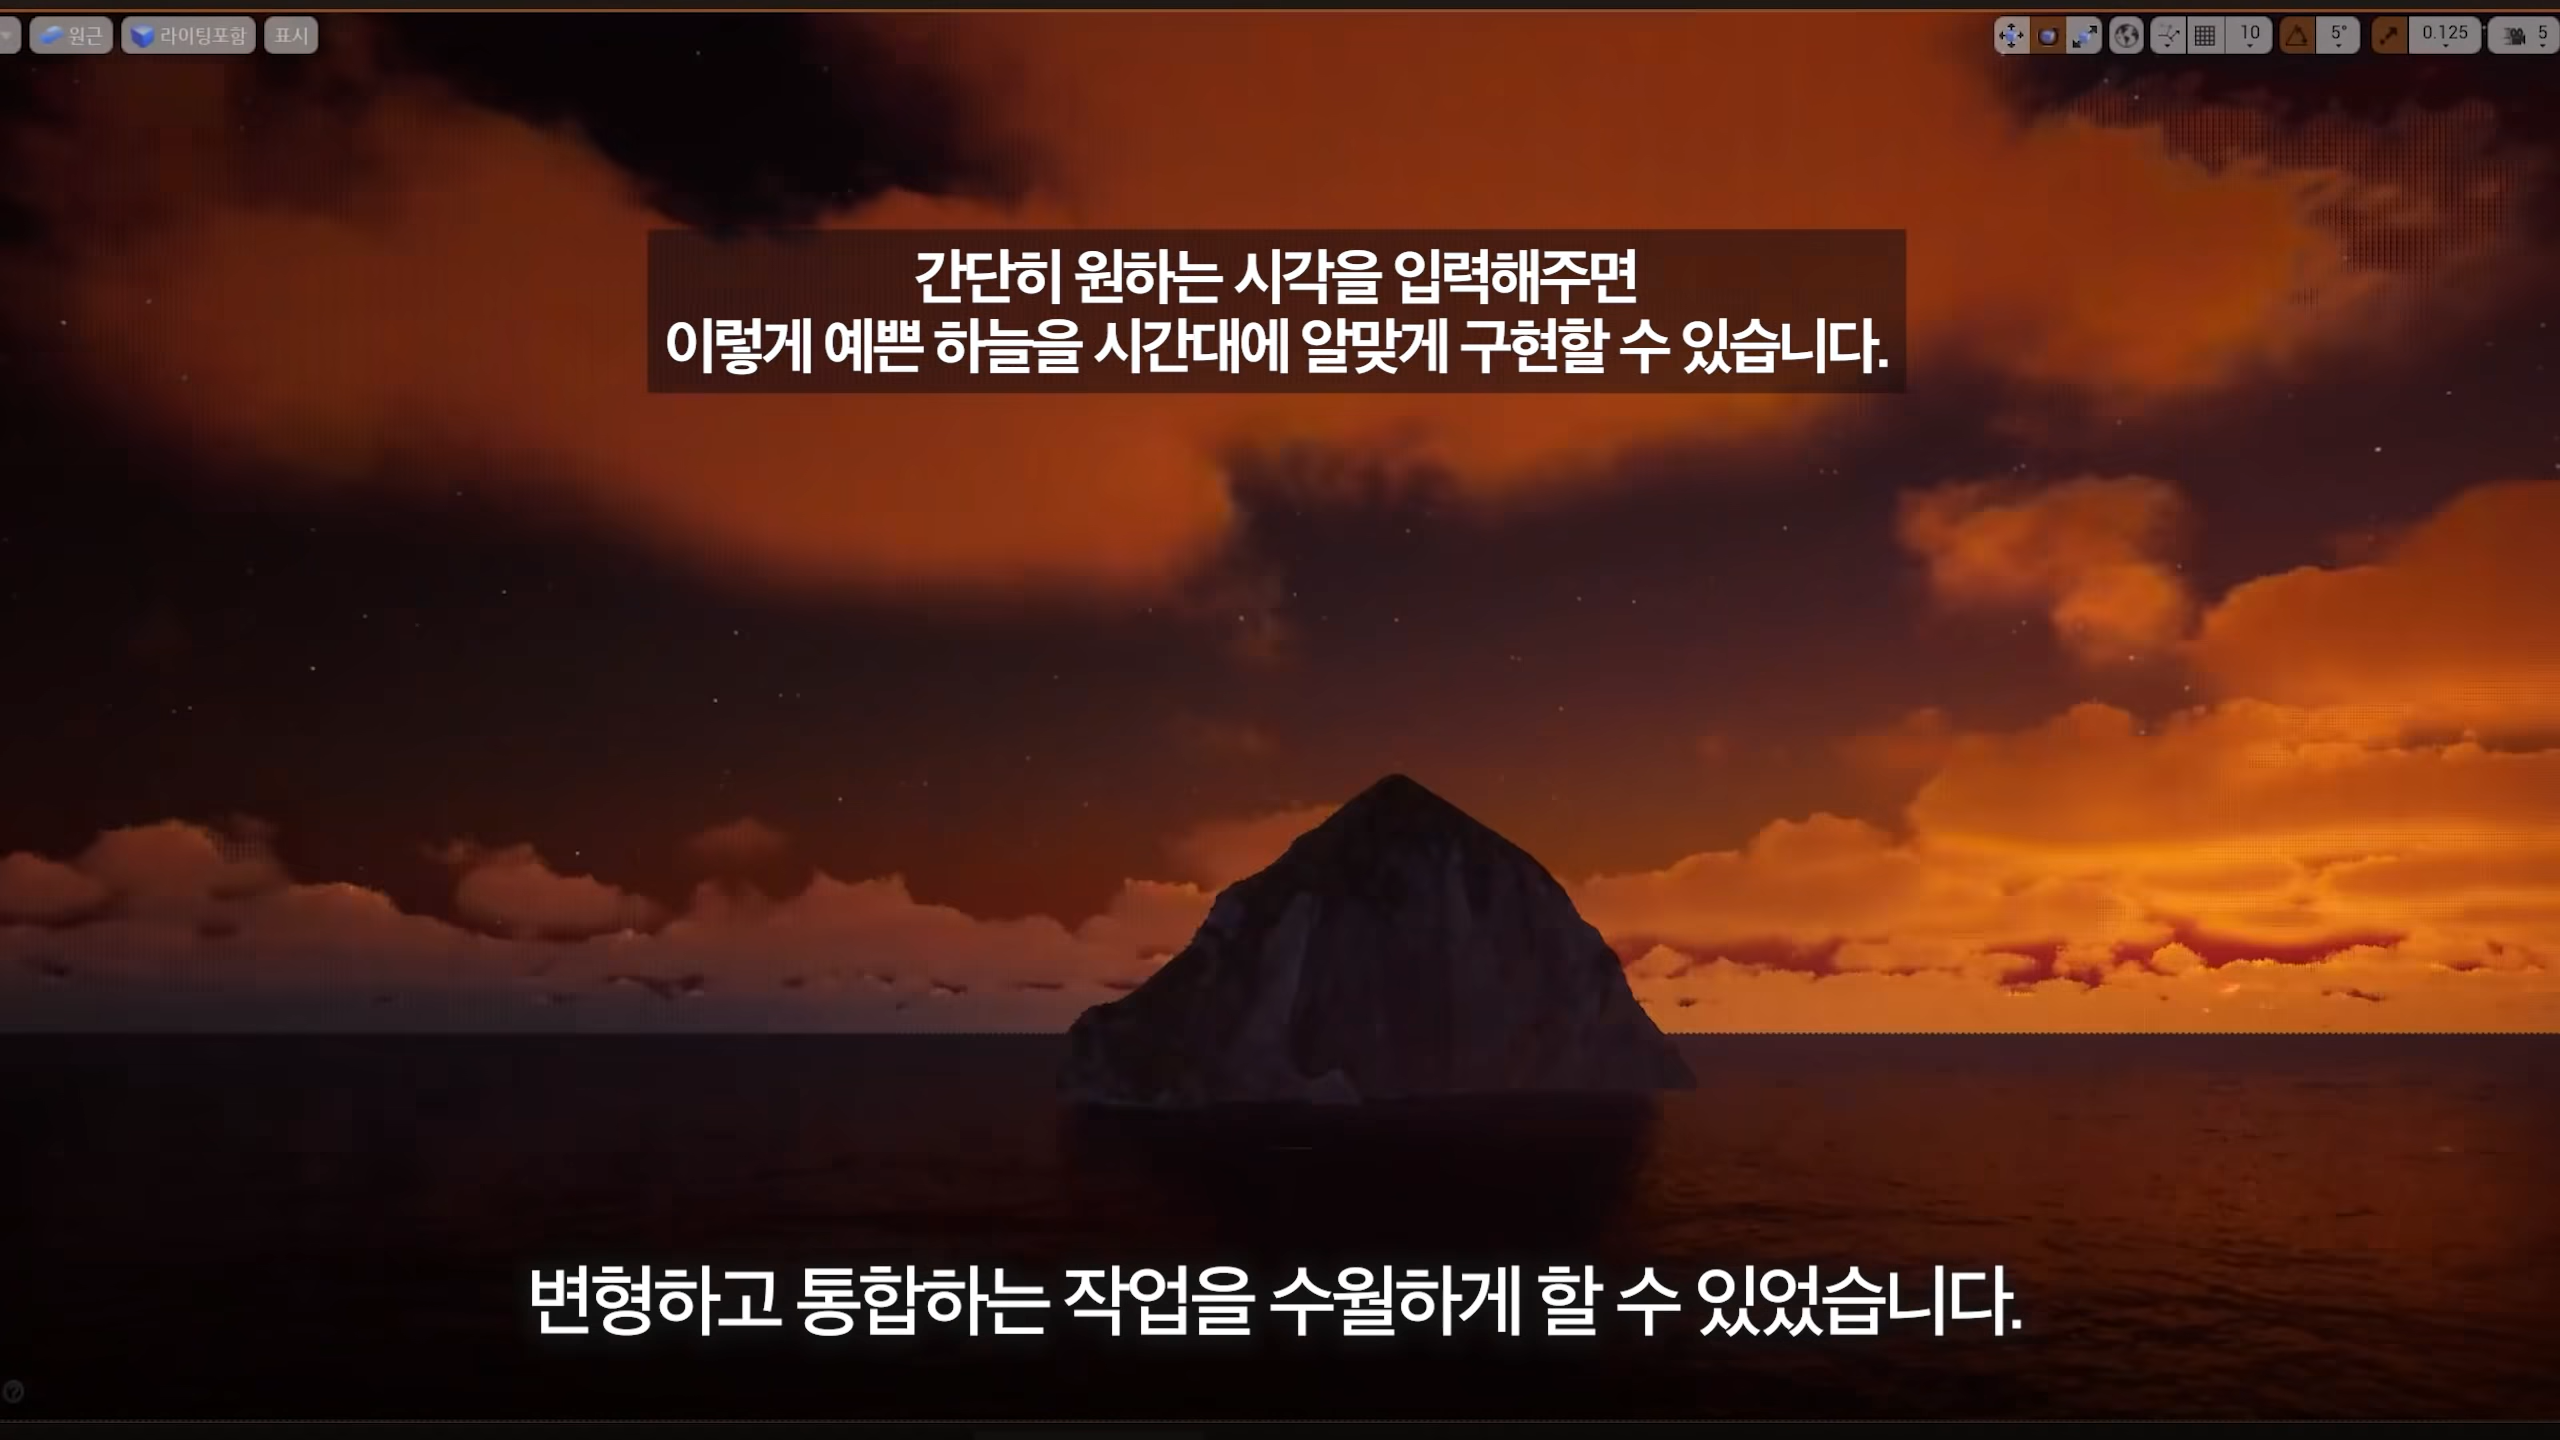 원근 라이팅포함 표시 10 5° 0.125 5
간단히 원하는 시각을 입력해주면
이렇게 예쁜 하늘을 시간대에 알맞게 구현할 수 있습니다.
변형하고 통합하는 작업을 수월하게 할 수 있었습니다.